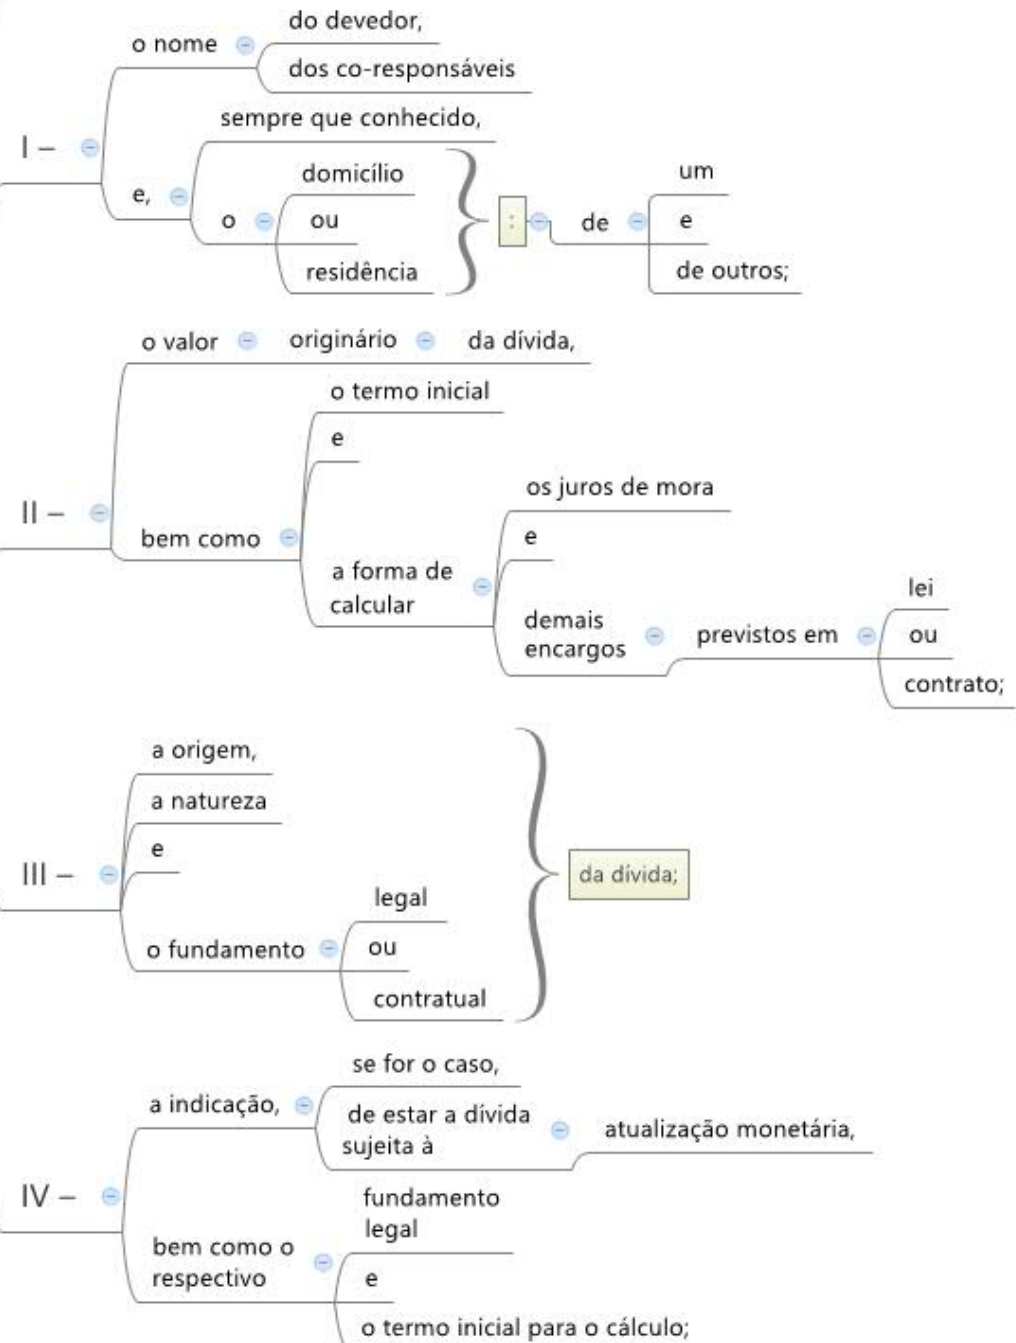 do devedor,
o nome
dos co-responsáveis
I –
sempre que conhecido,
e,
domicílio
o
ou
residência
:
de
um
e
de outros;
o valor
originário
da dívida,
II –
bem como
o termo inicial
e
a forma de
calcular
os juros de mora
e
demais
encargos
previstos em
lei
ou
contrato;
a origem,
a natureza
e
III –
o fundamento
legal
ou
contratual
da dívida;
IV –
a indicação,
se for o caso,
de estar a dívida
sujeita à
atualização monetária,
bem como o
respectivo
fundamento
legal
e
o termo inicial para o cálculo;